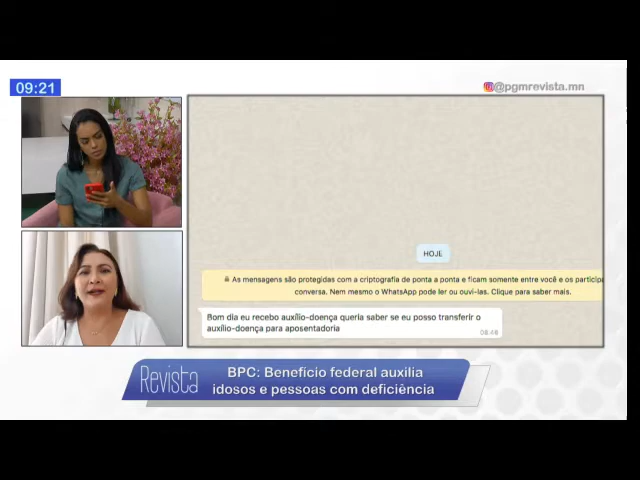 09:21
@pgmrevista.mn
HOJE
As mensagens são protegidas com a criptografia de ponta a ponta e ficam somente entre você e os participa
conversa. Nem mesmo o WhatsApp pode ler ou ouvi-las. Clique para saber mais.
Bom dia eu recebo auxílio-doença queria saber se eu posso transferir o
auxílio-doença para aposentadoria
08:48
Revista
BPC: Benefício federal auxilia
idosos e pessoas com deficiência